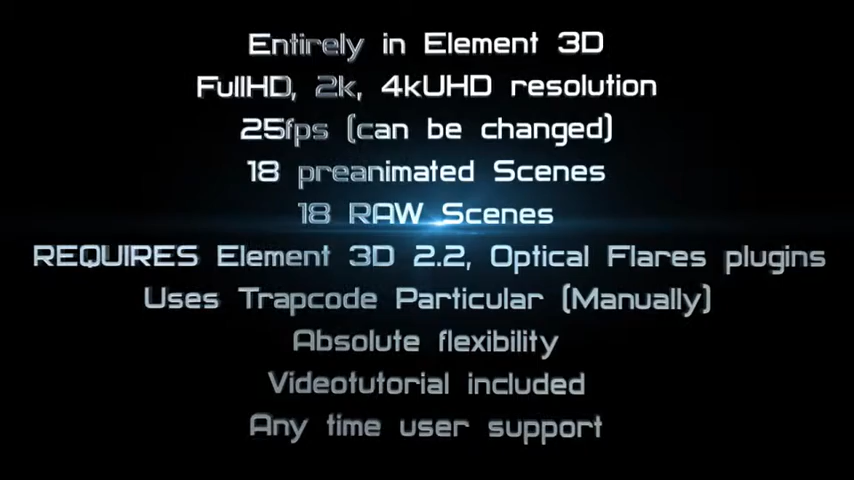 Entirely in Element 3D
FullHD, 2k, 4kUHD resolution
25fps (can be changed)
18 preanimated Scenes
18 RAW Scenes
REQUIRES Element 3D 2.2, Optical Flares plugins
Uses Trapcode Particular (Manually)
Absolute flexibility
Videotutorial included
Any time user support